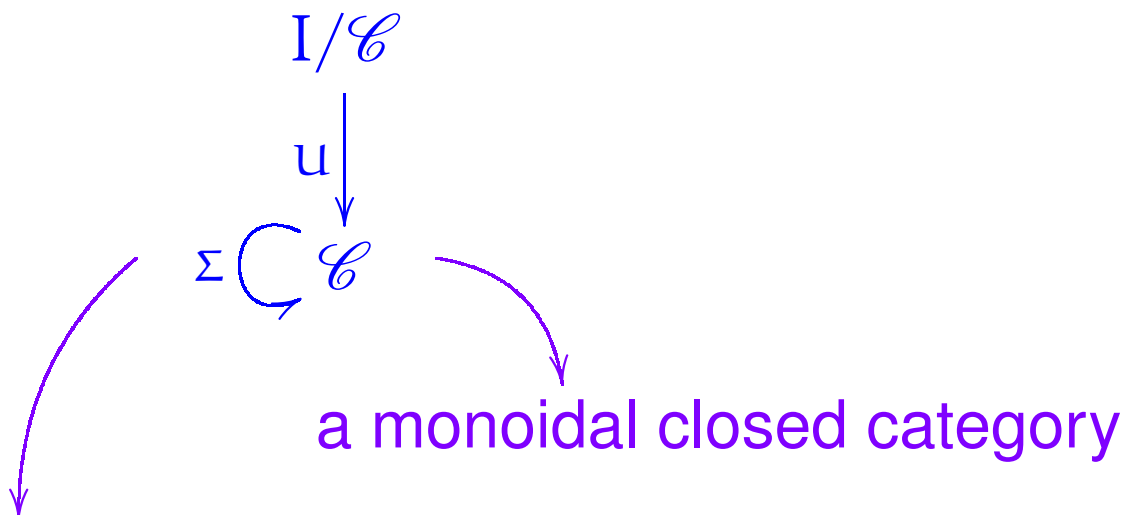 I/𝒞
U
Σ 𝒞
a monoidal closed category